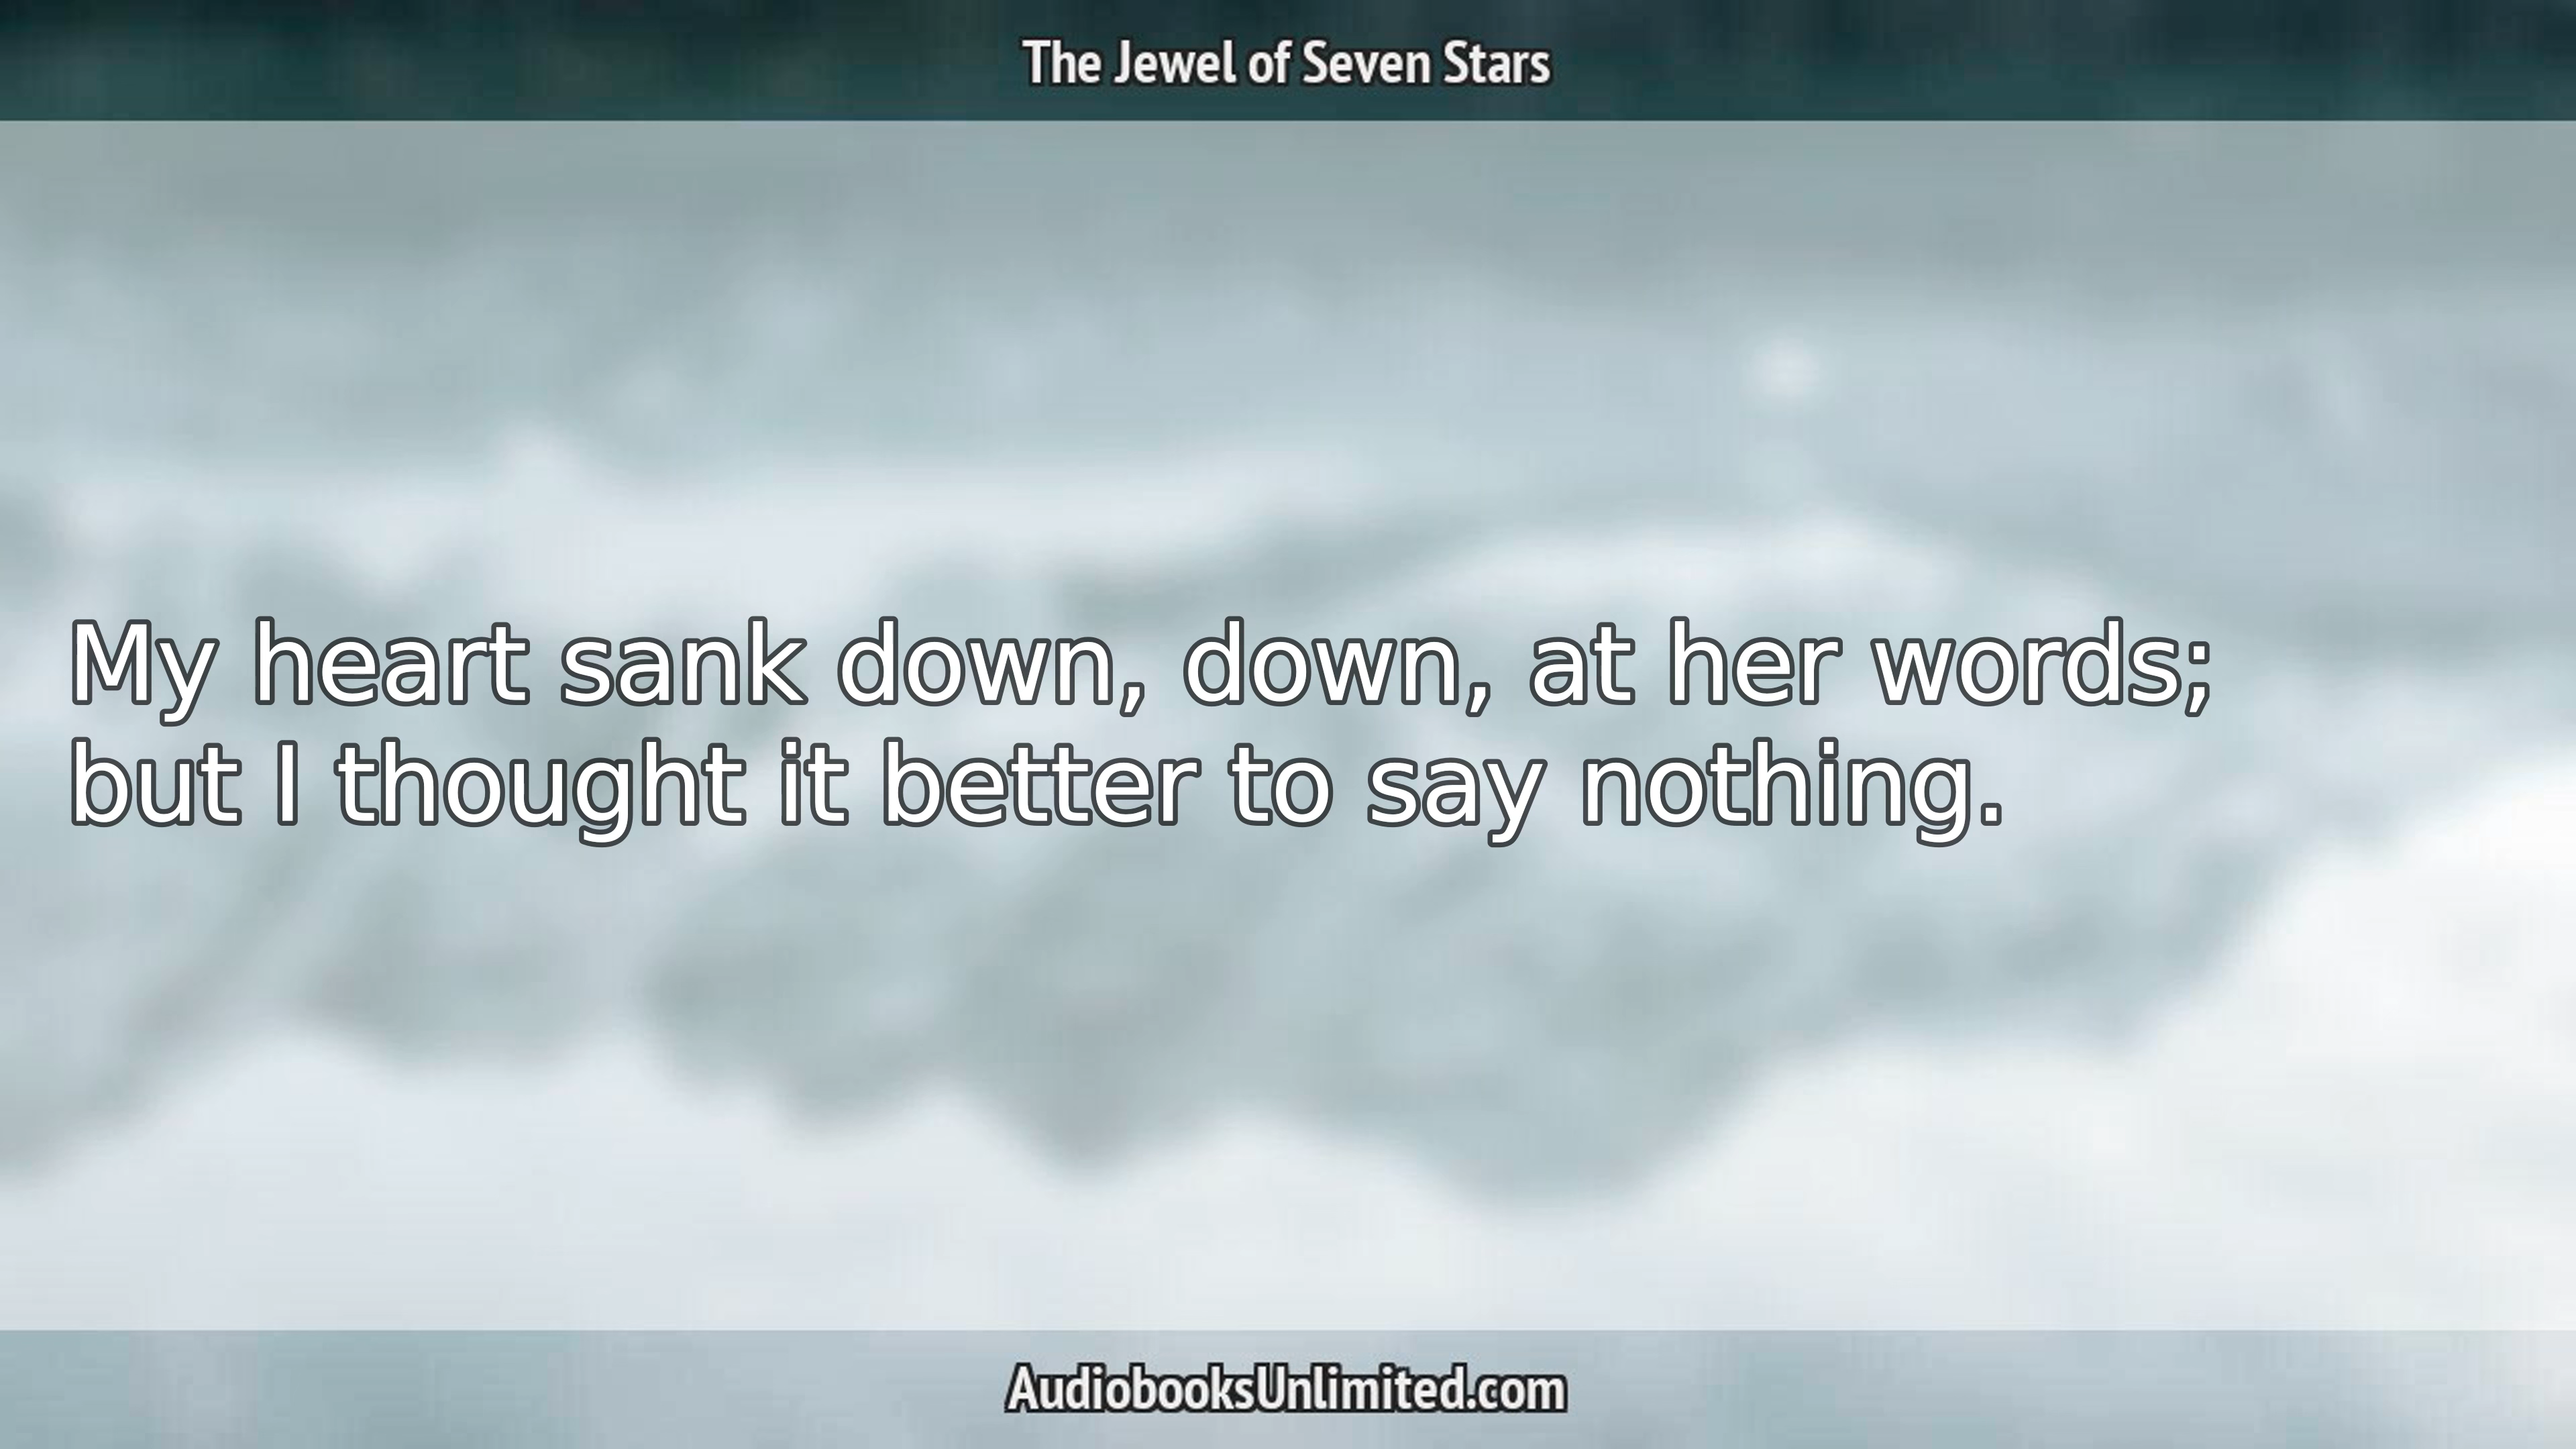 The Jewel of Seven Stars
My heart sank down, down, at her words;
but I thought it better to say nothing.
AudiobooksUnlimited.com